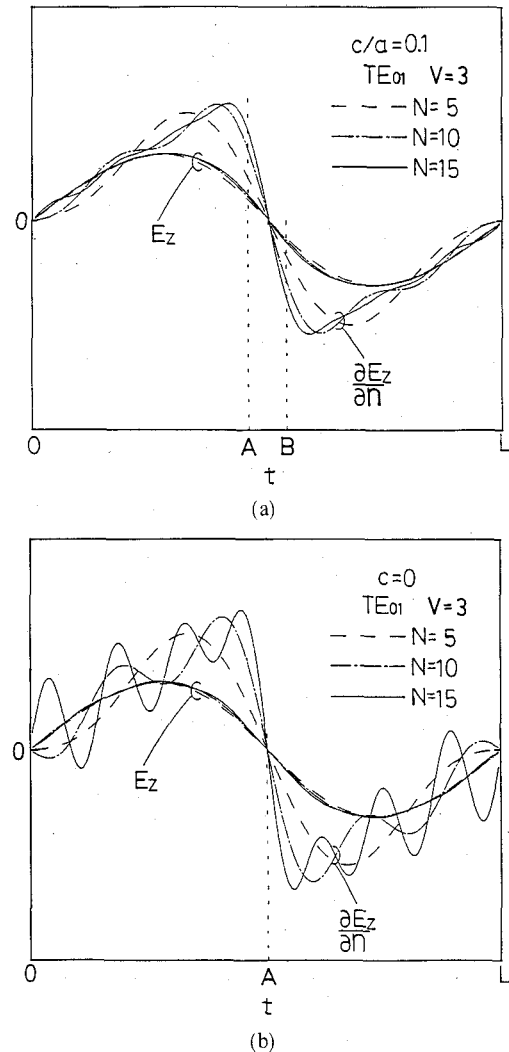 c/a=0.1
TE01 V=3
N=5
N=10
N=15
0
Ez
∂Ez
∂n
0 A B L
t
(a)
c=0
TE01 V=3
N=5
N=10
N=15
0
Ez
∂Ez
∂n
0 A L
t
(b)